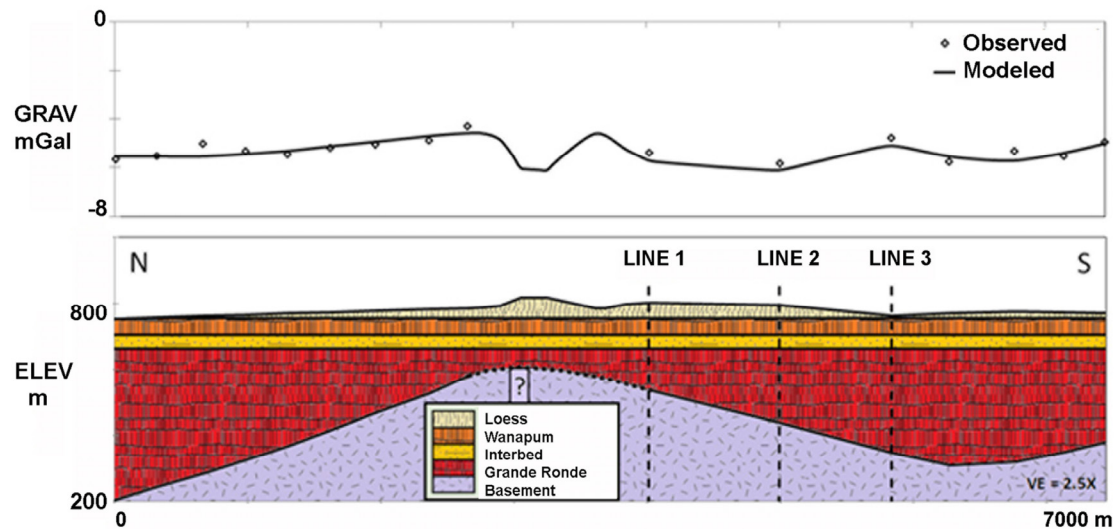 0
GRAV
mGal
-8
Observed
Modeled
N
LINE 1
LINE 2
LINE 3
S
800
ELEV
m
200
?
Loess
Wanapum
Interbed
Grande Ronde
Basement
VE = 2.5X
0
7000 m